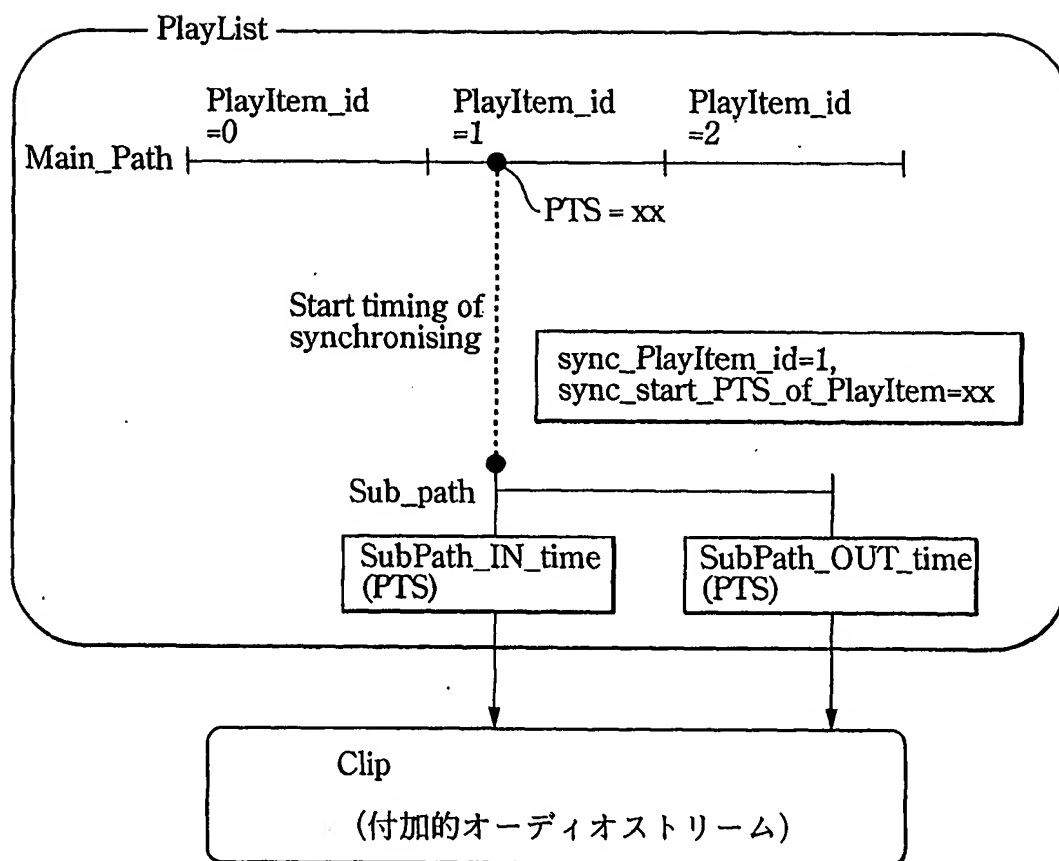 PlayList
PlayItem_id
=0
PlayItem_id
=1
PlayItem_id
=2
Main_Path
PTS = xx
Start timing of
synchronising
sync_PlayItem_id=1,
sync_start_PTS_of_PlayItem=xx
Sub_path
SubPath_IN_time
(PTS)
SubPath_OUT_time
(PTS)
Clip
(付加的オーディオストリーム)